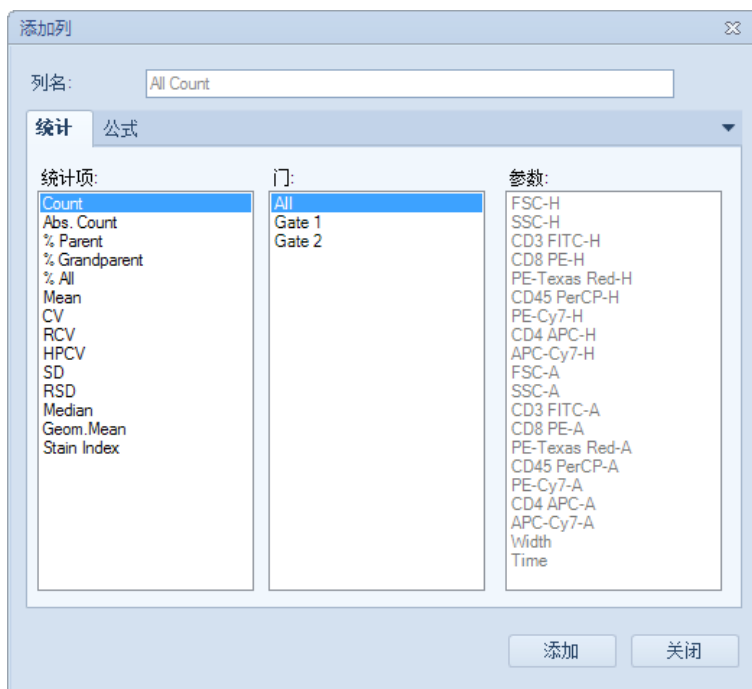 添加列
列名:
All Count
统计
公式
统计项:
Count
Abs. Count
% Parent
% Grandparent
% All
Mean
CV
RCV
HPCV
SD
RSD
Median
Geom.Mean
Stain Index
门:
All
Gate 1
Gate 2
参数:
FSC-H
SSC-H
CD3 FITC-H
CD8 PE-H
PE-Texas Red-H
CD45 PerCP-H
PE-Cy7-H
CD4 APC-H
APC-Cy7-H
FSC-A
SSC-A
CD3 FITC-A
CD8 PE-A
PE-Texas Red-A
CD45 PerCP-A
PE-Cy7-A
CD4 APC-A
APC-Cy7-A
Width
Time
添加
关闭